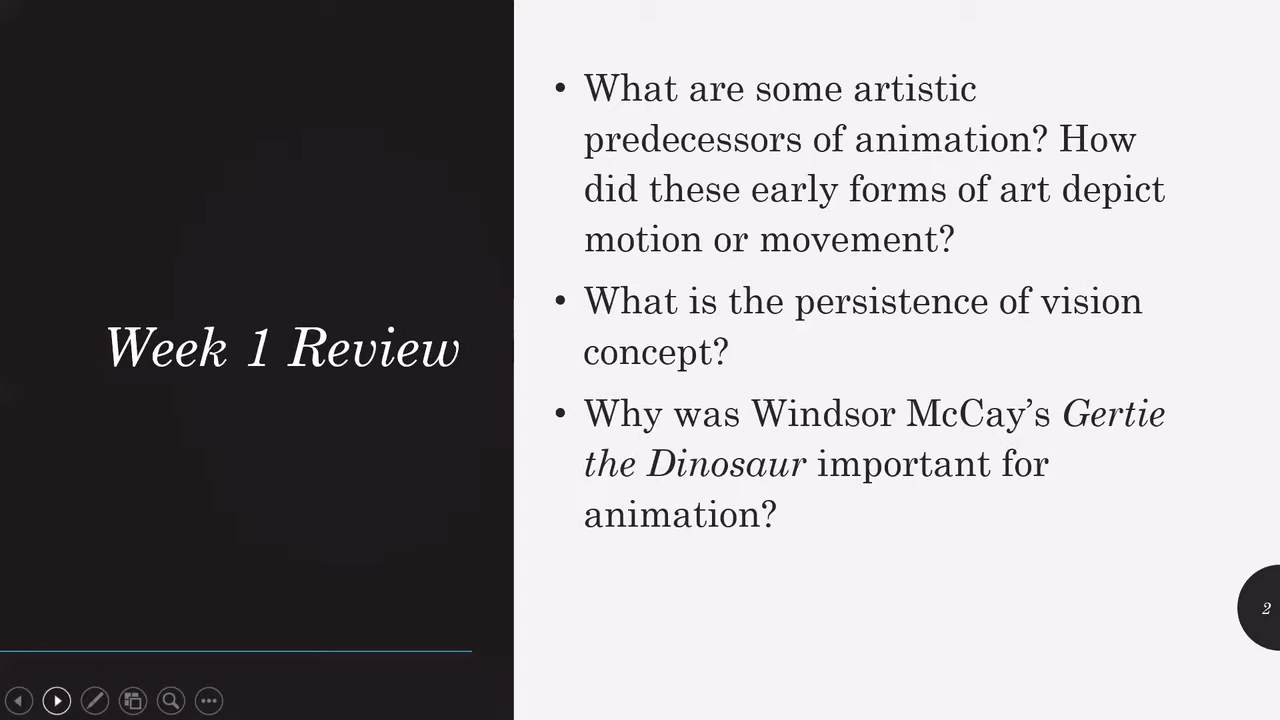 Week 1 Review
• What are some artistic
predecessors of animation? How
did these early forms of art depict
motion or movement?
• What is the persistence of vision
concept?
• Why was Windsor McCay’s Gertie
the Dinosaur important for
animation?
2